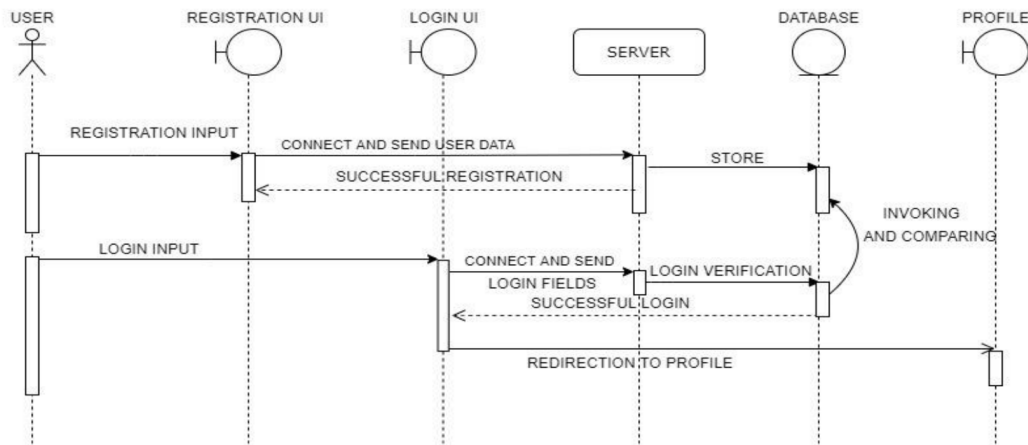 USER
REGISTRATION UI
LOGIN UI
SERVER
DATABASE
PROFILE
REGISTRATION INPUT
CONNECT AND SEND USER DATA
STORE
SUCCESSFUL REGISTRATION
INVOKING
AND COMPARING
LOGIN INPUT
CONNECT AND SEND
LOGIN FIELDS
LOGIN VERIFICATION
SUCCESSFUL LOGIN
REDIRECTION TO PROFILE